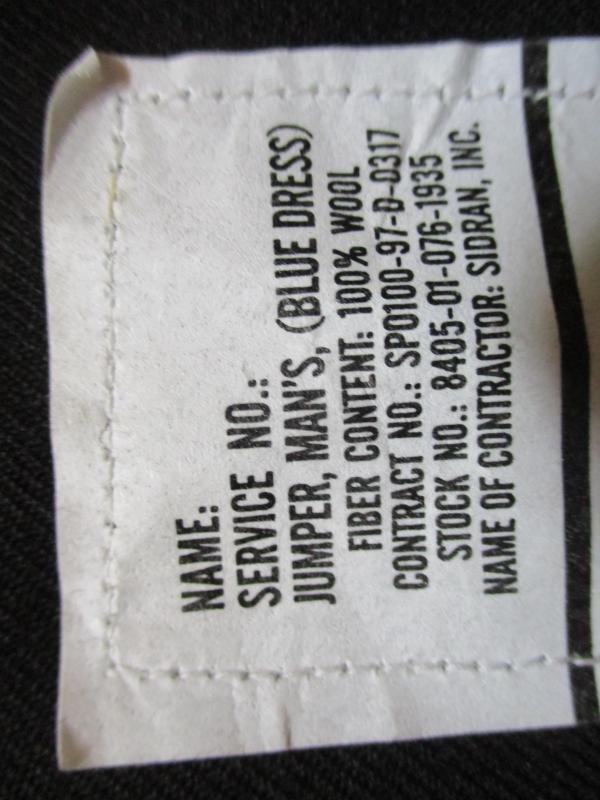 NAME:
SERVICE NO.:
JUMPER, MAN'S, (BLUE DRESS)
FIBER CONTENT: 100% WOOL
CONTRACT NO.: SP0100-97-D-0317
STOCK NO.: 8405-01-076-1935
NAME OF CONTRACTOR: SIDRAN, INC.